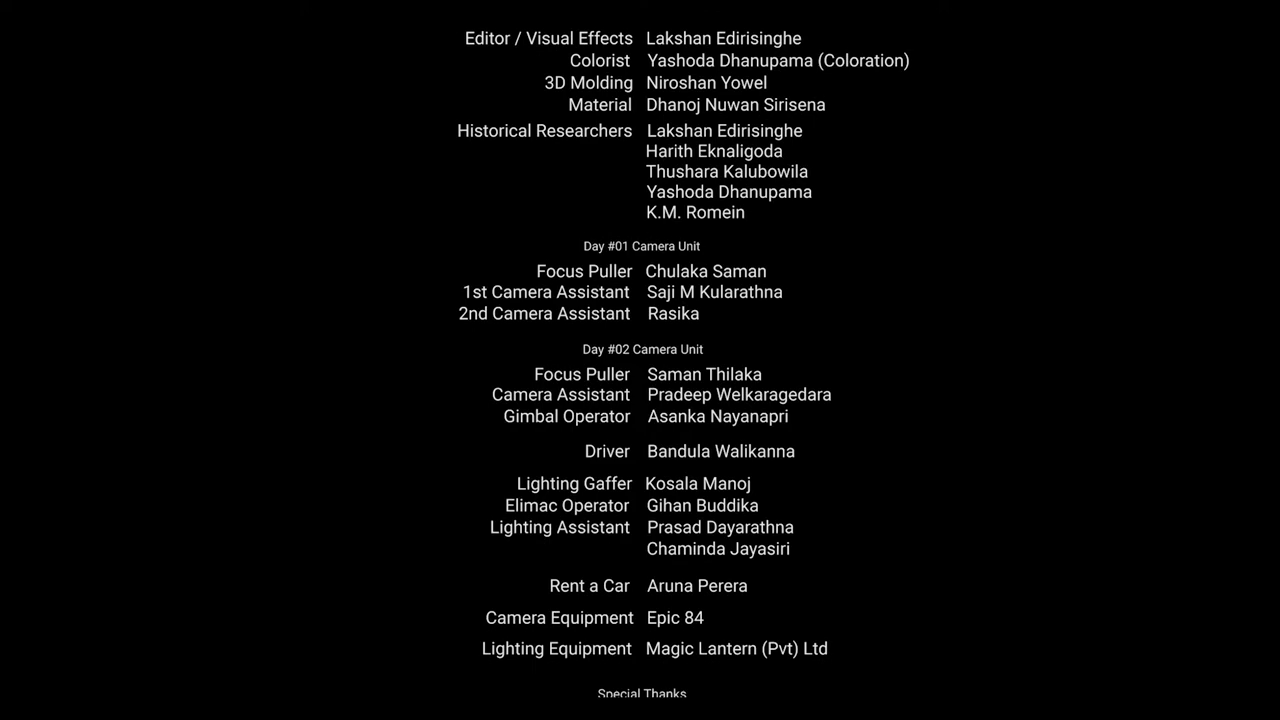 Editor / Visual Effects Lakshan Edirisinghe
Colorist Yashoda Dhanupama (Coloration)
3D Molding Niroshan Yowel
Material Dhanoj Nuwan Sirisena
Historical Researchers Lakshan Edirisinghe
Harith Eknaligoda
Thushara Kalubowila
Yashoda Dhanupama
K.M. Romein
Day #01 Camera Unit
Focus Puller Chulaka Saman
1st Camera Assistant Saji M Kularathna
2nd Camera Assistant Rasika
Day #02 Camera Unit
Focus Puller Saman Thilaka
Camera Assistant Pradeep Welkaragedara
Gimbal Operator Asanka Nayanapri
Driver Bandula Walikanna
Lighting Gaffer Kosala Manoj
Elimac Operator Gihan Buddika
Lighting Assistant Prasad Dayarathna
Chaminda Jayasiri
Rent a Car Aruna Perera
Camera Equipment Epic 84
Lighting Equipment Magic Lantern (Pvt) Ltd
Special Thanks